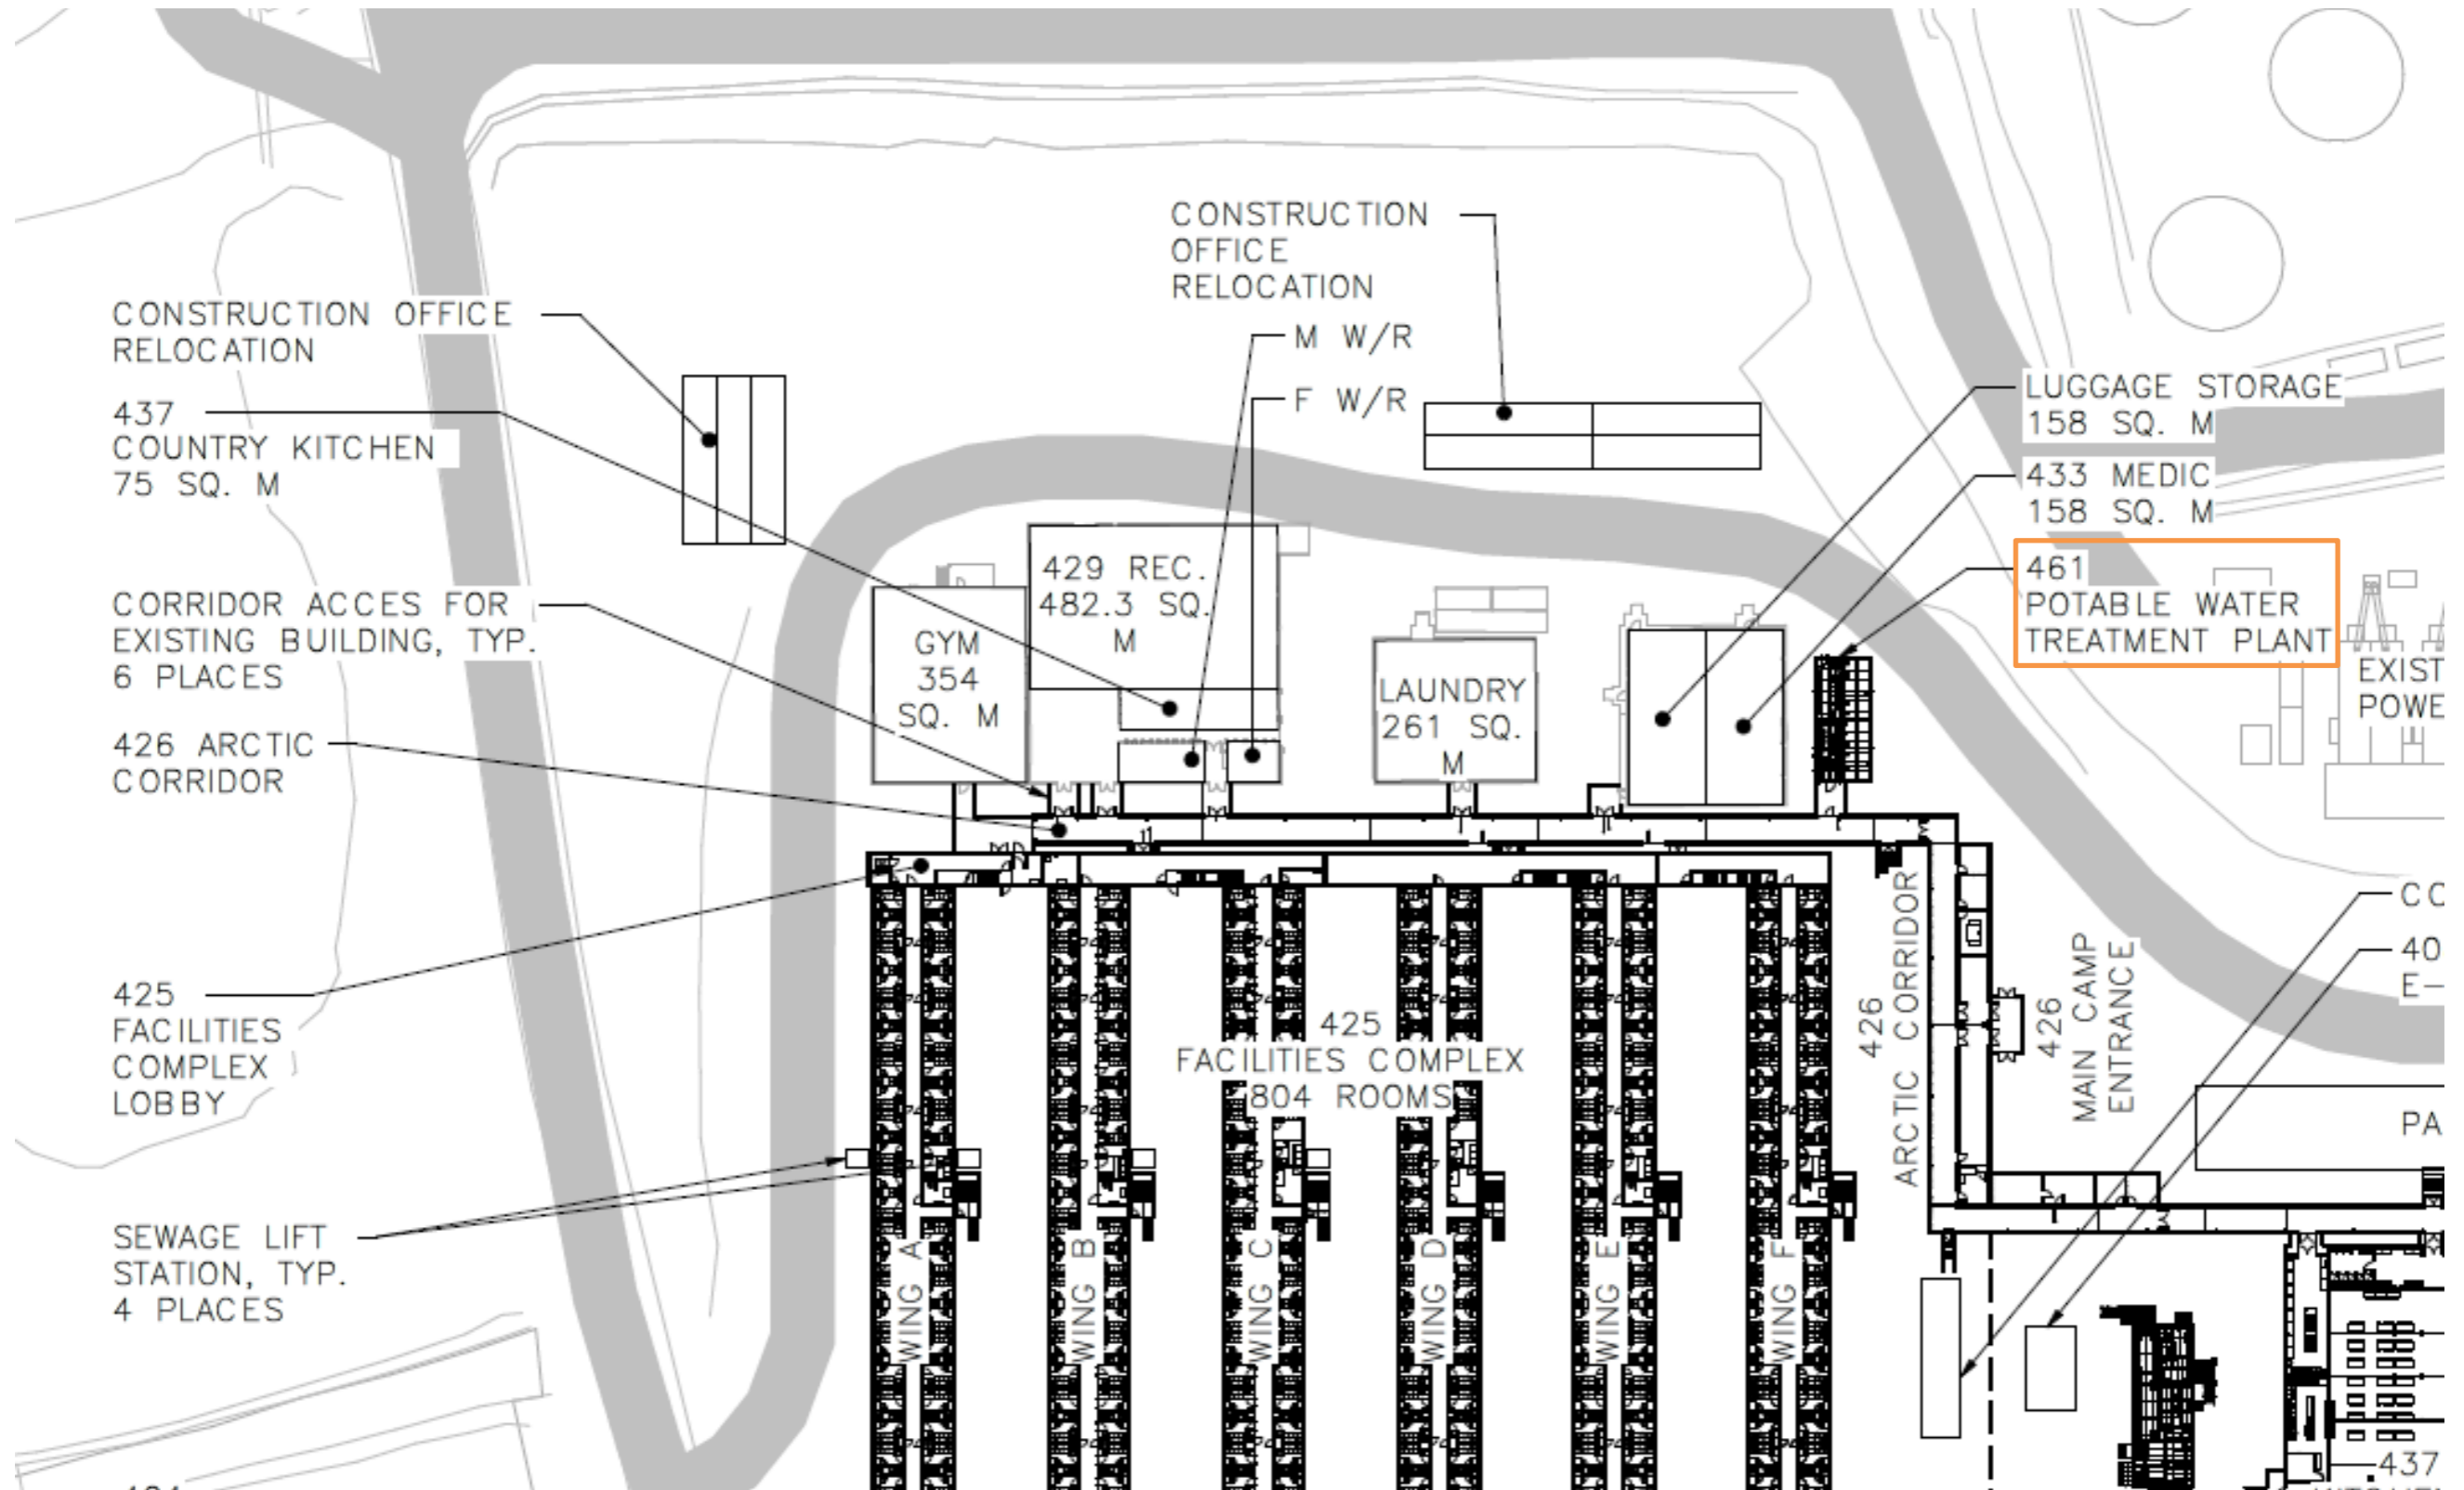 CONSTRUCTION
OFFICE
RELOCATION
M W/R
F W/R
CONSTRUCTION OFFICE
RELOCATION
437
COUNTRY KITCHEN
75 SQ. M
CORRIDOR ACCES FOR
EXISTING BUILDING, TYP.
6 PLACES
426 ARCTIC
CORRIDOR
425
FACILITIES
COMPLEX
LOBBY
SEWAGE LIFT
STATION, TYP.
4 PLACES
GYM
354
SQ. M
429 REC.
482.3 SQ.
M
LAUNDRY
261 SQ.
M
LUGGAGE STORAGE
158 SQ. M
433 MEDIC
158 SQ. M
461
POTABLE WATER
TREATMENT PLANT
EXIST
POWE
425
FACILITIES COMPLEX
804 ROOMS
426
ARCTIC CORRIDOR
426
MAIN CAMP
ENTRANCE
CO
40
E-
PA
WING A
WING B
WING C
WING D
WING E
WING F
437